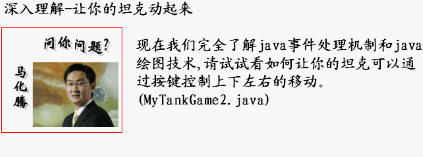 深入理解-让你的坦克动起来
问你问题?
马化腾
现在我们完全了解java事件处理机制和java
绘图技术,请试试看如何让你的坦克可以通
过按键控制上下左右的移动。
(MyTankGame2.java)